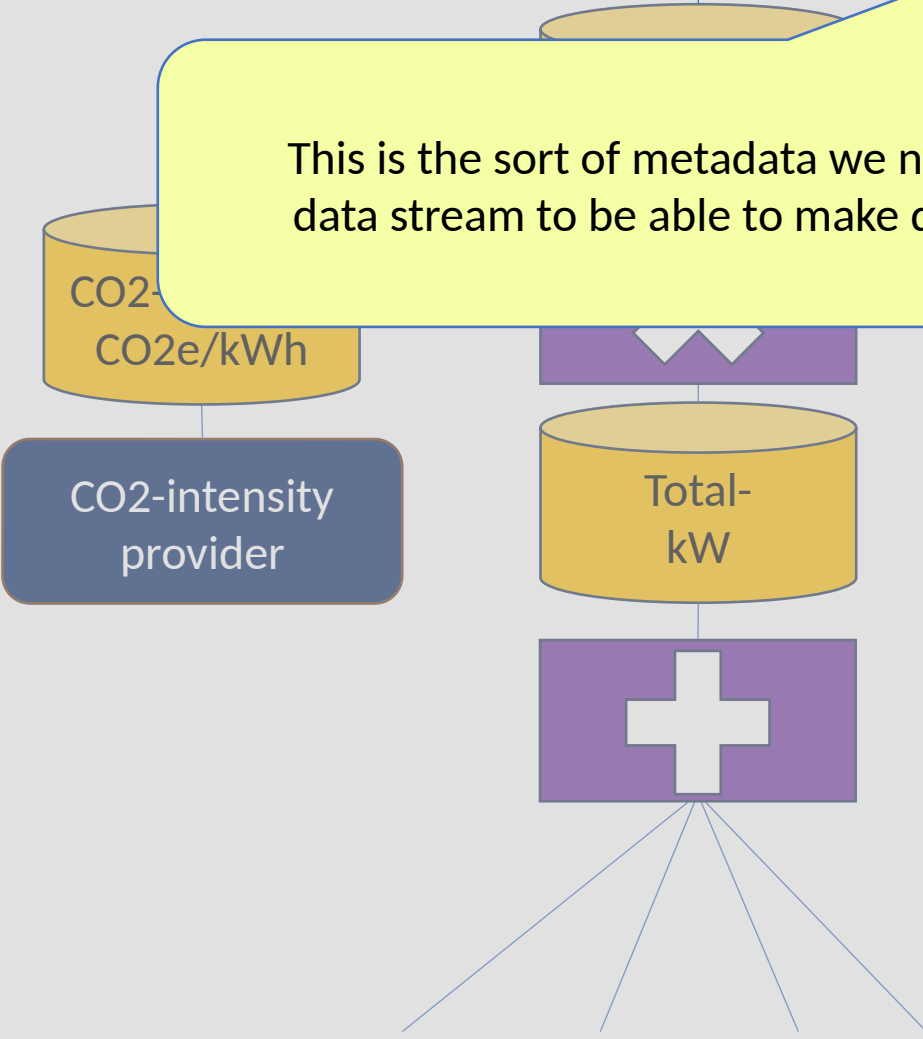 This is the sort of metadata we
data stream to be able to make
CO2-
CO2e/kWh
CO2-intensity
provider
Total-
kW